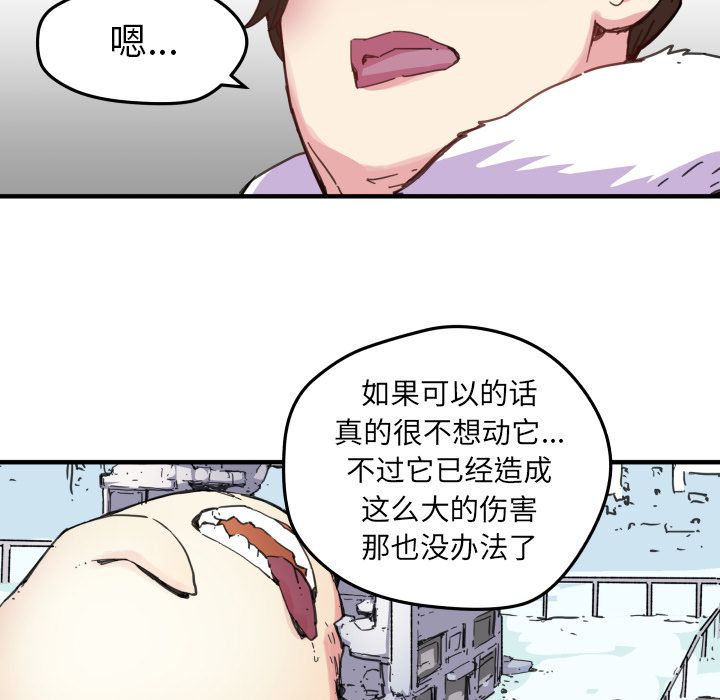 嗯...
如果可以的话
真的很不想动它...
不过它已经造成
这么大的伤害
那也没办法了